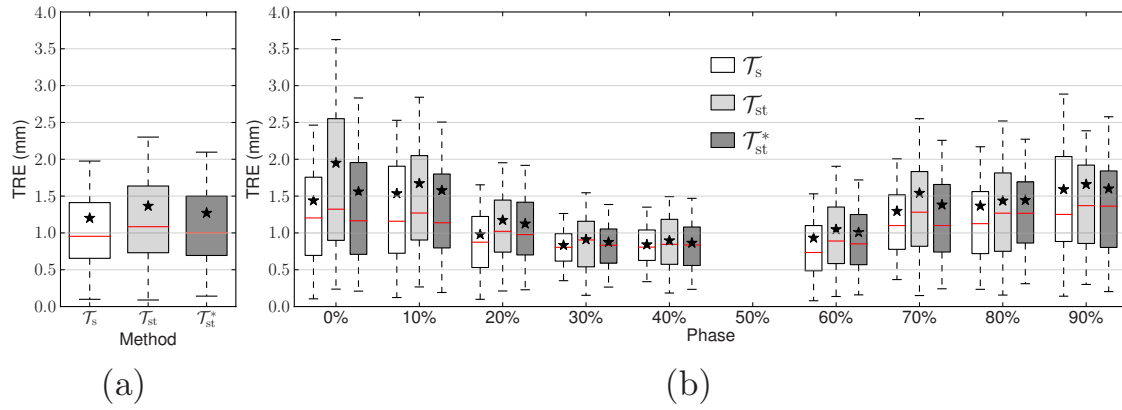 4.0
3.5
3.0
2.5
2.0
1.5
1.0
0.5
0.0
TRE (mm)
𝒯s 𝒯st 𝒯*st
Method
(a)
4.0
3.5
3.0
2.5
2.0
1.5
1.0
0.5
0.0
TRE (mm)
𝒯s
𝒯st
𝒯*st
0% 10% 20% 30% 40% 50% 60% 70% 80% 90%
Phase
(b)